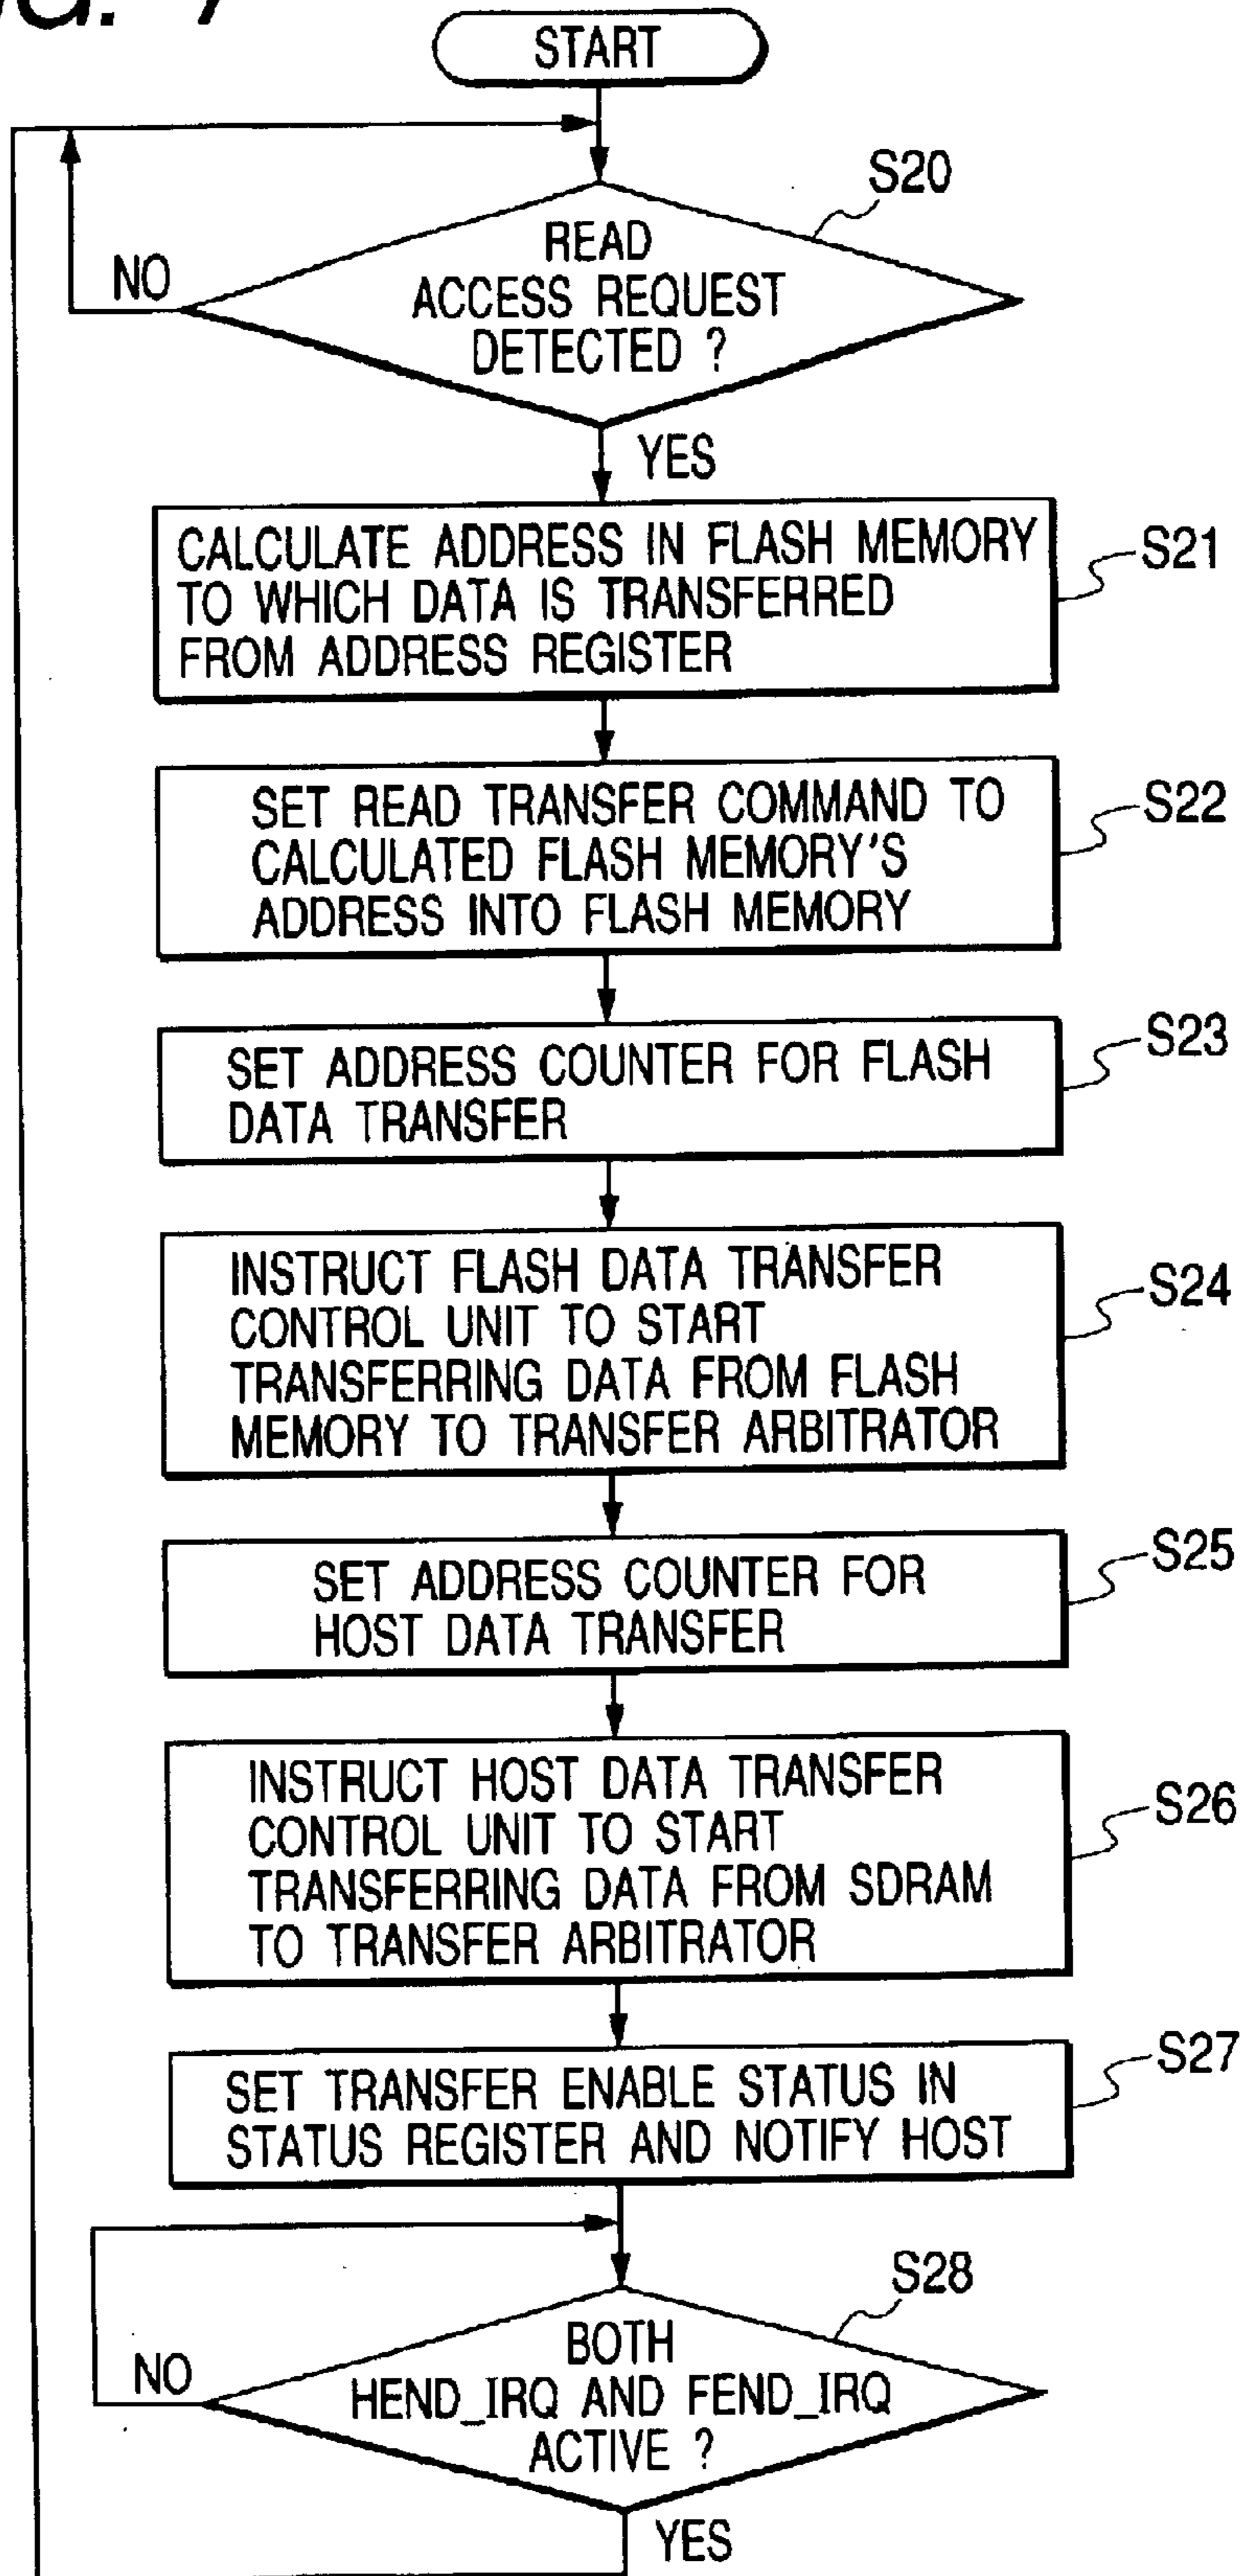 START
S20
READ
ACCESS REQUEST
DETECTED ?
NO
YES
CALCULATE ADDRESS IN FLASH MEMORY
TO WHICH DATA IS TRANSFERRED
FROM ADDRESS REGISTER
S21
SET READ TRANSFER COMMAND TO
CALCULATED FLASH MEMORY'S
ADDRESS INTO FLASH MEMORY
S22
SET ADDRESS COUNTER FOR FLASH
DATA TRANSFER
S23
INSTRUCT FLASH DATA TRANSFER
CONTROL UNIT TO START
TRANSFERRING DATA FROM FLASH
MEMORY TO TRANSFER ARBITRATOR
S24
SET ADDRESS COUNTER FOR
HOST DATA TRANSFER
S25
INSTRUCT HOST DATA TRANSFER
CONTROL UNIT TO START
TRANSFERRING DATA FROM SDRAM
TO TRANSFER ARBITRATOR
S26
SET TRANSFER ENABLE STATUS IN
STATUS REGISTER AND NOTIFY HOST
S27
S28
BOTH
HEND_IRQ AND FEND_IRQ
ACTIVE ?
NO
YES